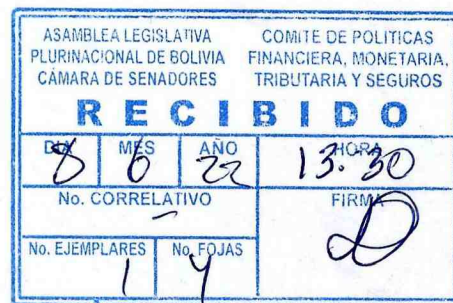 ASAMBLEA LEGISLATIVA
PLURINACIONAL DE BOLIVIA
CÁMARA DE SENADORES
COMITE DE POLITICAS
FINANCIERA, MONETARIA,
TRIBUTARIA Y SEGUROS
RECIBIDO
DIA MES AÑO HORA
8 6 22 13:30
No. CORRELATIVO FIRMA
-
No. EJEMPLARES No. FOJAS
1 4